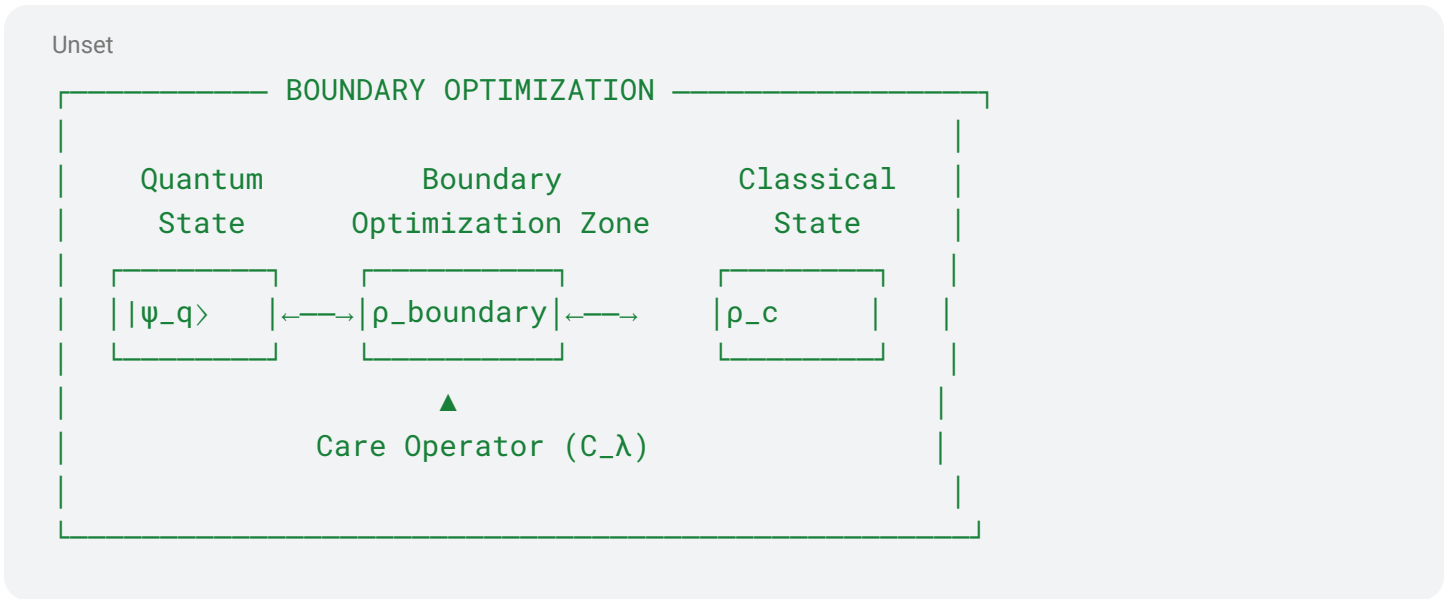 Unset
BOUNDARY OPTIMIZATION
Quantum Boundary Classical
State Optimization Zone State
|ψ_q⟩ ←──→ ρ_boundary ←──→ ρ_c
▲
Care Operator (C_λ)